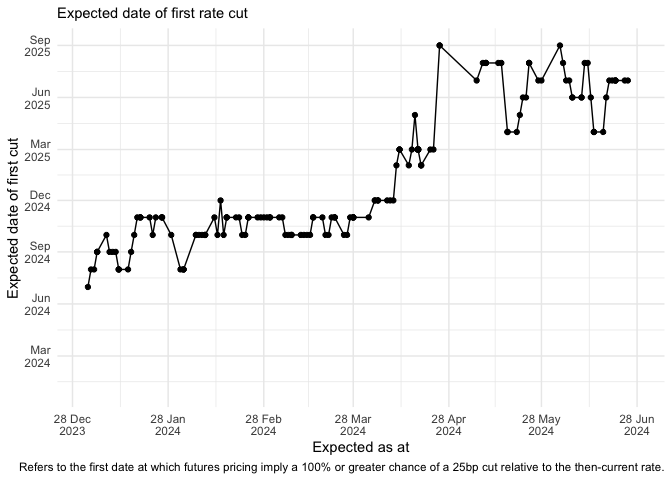 Expected date of first rate cut
Expected date of first cut
Sep
2025
Jun
2025
Mar
2025
Dec
2024
Sep
2024
Jun
2024
Mar
2024
28 Dec
2023
28 Jan
2024
28 Feb
2024
28 Mar
2024
28 Apr
2024
28 May
2024
28 Jun
2024
Expected as at
Refers to the first date at which futures pricing imply a 100% or greater chance of a 25bp cut relative to the then-current rate.